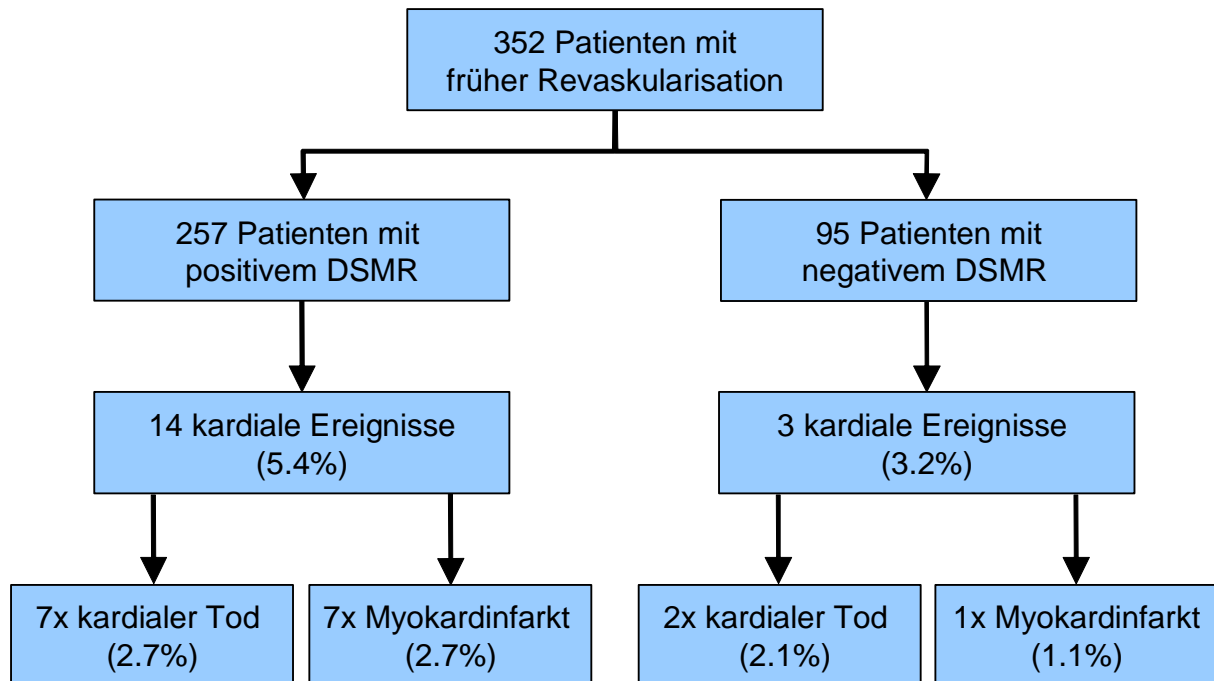 352 Patienten mit
früher Revaskularisation
257 Patienten mit
positivem DSMR
95 Patienten mit
negativem DSMR
14 kardiale Ereignisse
(5.4%)
3 kardiale Ereignisse
(3.2%)
7x kardialer Tod
(2.7%)
7x Myokardinfarkt
(2.7%)
2x kardialer Tod
(2.1%)
1x Myokardinfarkt
(1.1%)